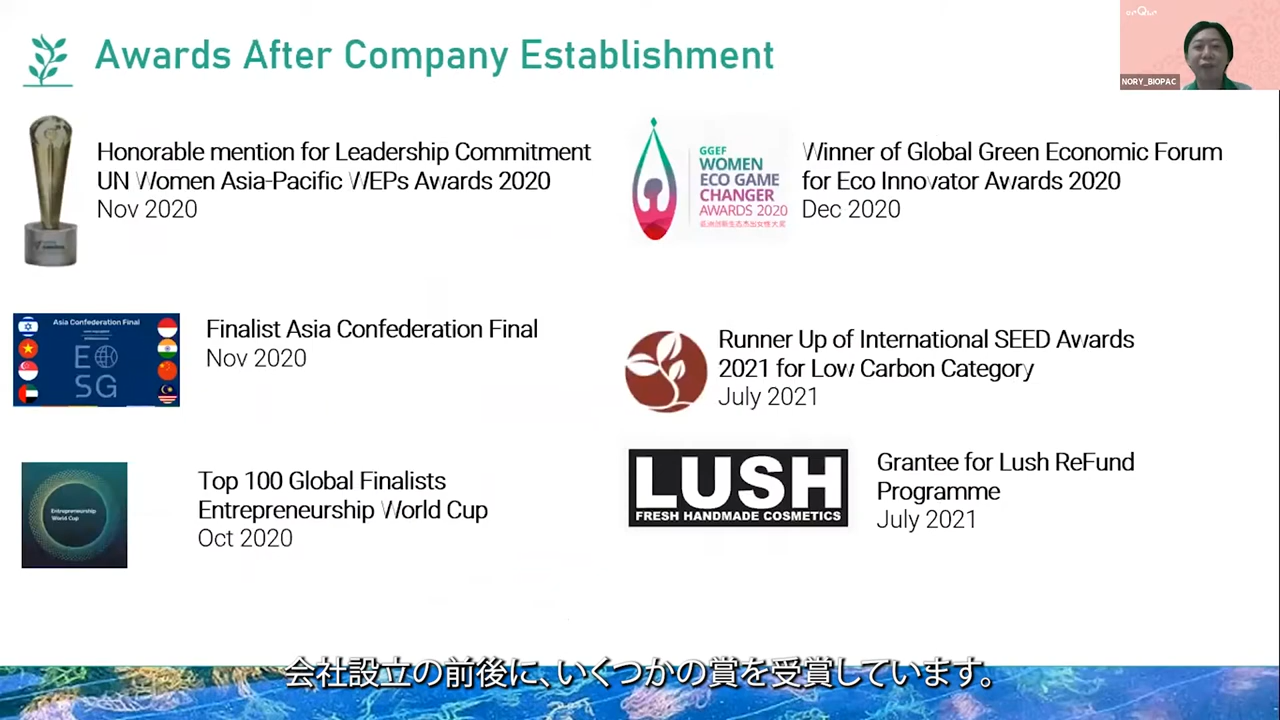 Awards After Company Establishment
NORY_BIOPAC
Honorable mention for Leadership Commitment
UN Women Asia-Pacific WEPs Awards 2020
Nov 2020
GGEF
WOMEN
ECO GAME
CHANGER
AWARDS 2020
Winner of Global Green Economic Forum
for Eco Innovator Awards 2020
Dec 2020
Asia Confederation Final
EO
SG
Finalist Asia Confederation Final
Nov 2020
Runner Up of International SEED Awards
2021 for Low Carbon Category
July 2021
Entrepreneurship
World Cup
Top 100 Global Finalists
Entrepreneurship World Cup
Oct 2020
LUSH
FRESH HANDMADE COSMETICS
Grantee for Lush ReFund
Programme
July 2021
会社設立の前後に、いくつかの賞を受賞しています。